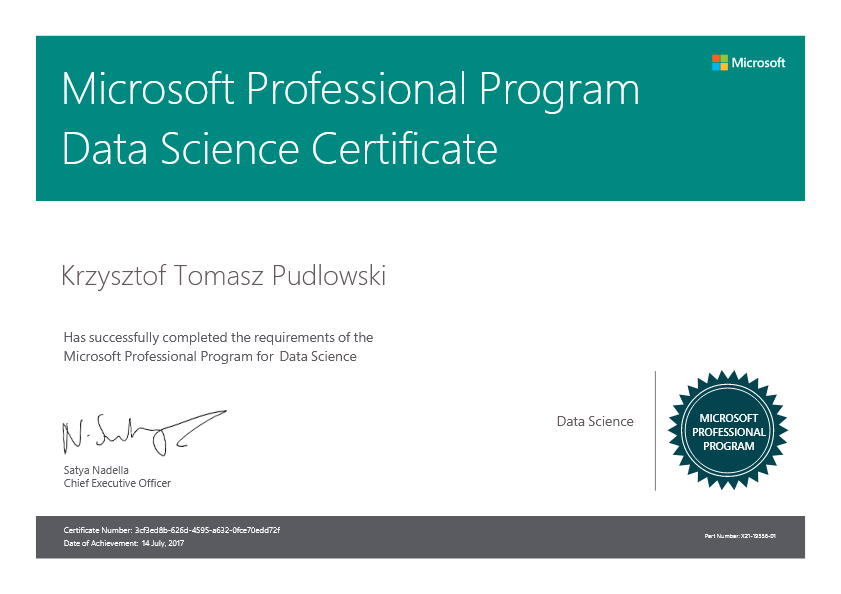 Microsoft
Microsoft Professional Program
Data Science Certificate
Krzysztof Tomasz Pudlowski
Has successfully completed the requirements of the
Microsoft Professional Program for Data Science
N. Satya
Satya Nadella
Chief Executive Officer
Data Science
MICROSOFT
PROFESSIONAL
PROGRAM
Certificate Number: 3cf3ed8b-626d-4595-a632-0fce70edd72f
Date of Achievement: 14 July, 2017
Part Number: X21-19356-01